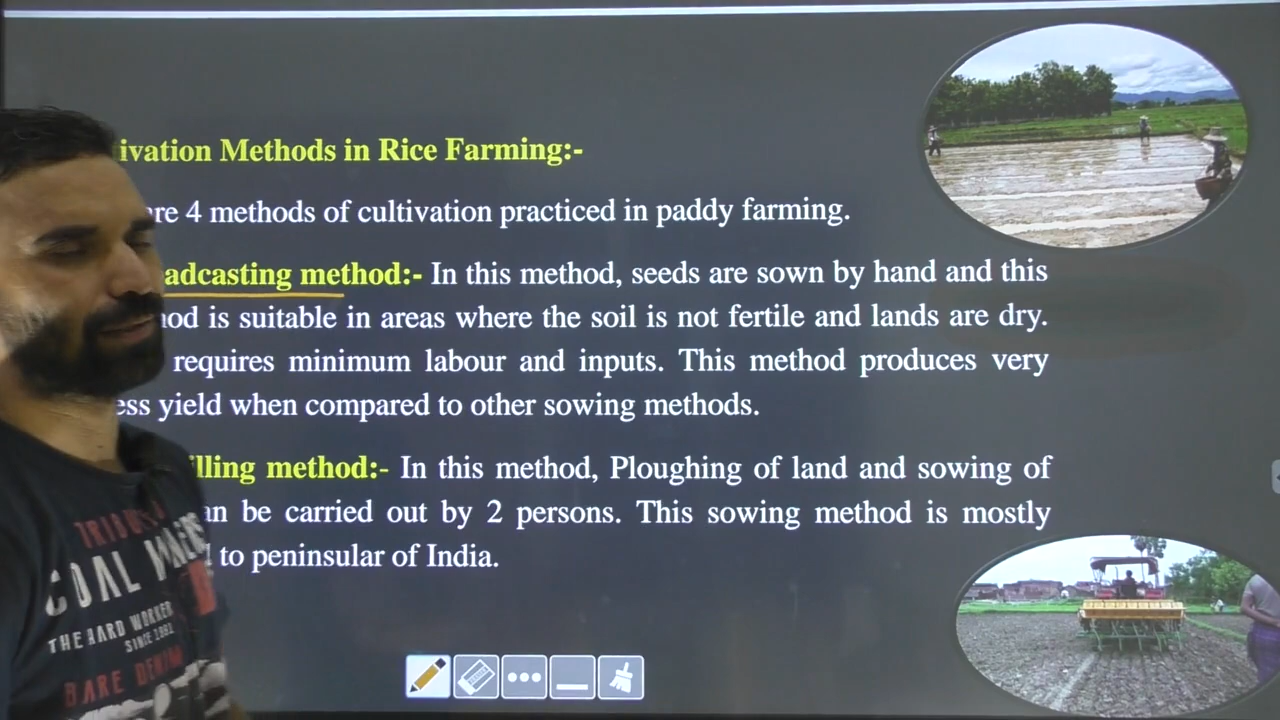 ivation Methods in Rice Farming:-
are 4 methods of cultivation practiced in paddy farming.
adcasting method:- In this method, seeds are sown by hand and this
hod is suitable in areas where the soil is not fertile and lands are dry.
requires minimum labour and inputs. This method produces very
ess yield when compared to other sowing methods.
illing method:- In this method, Ploughing of land and sowing of
an be carried out by 2 persons. This sowing method is mostly
to peninsular of India.
COAL
THE HARD WORKER
SINCE
BARE DENIM